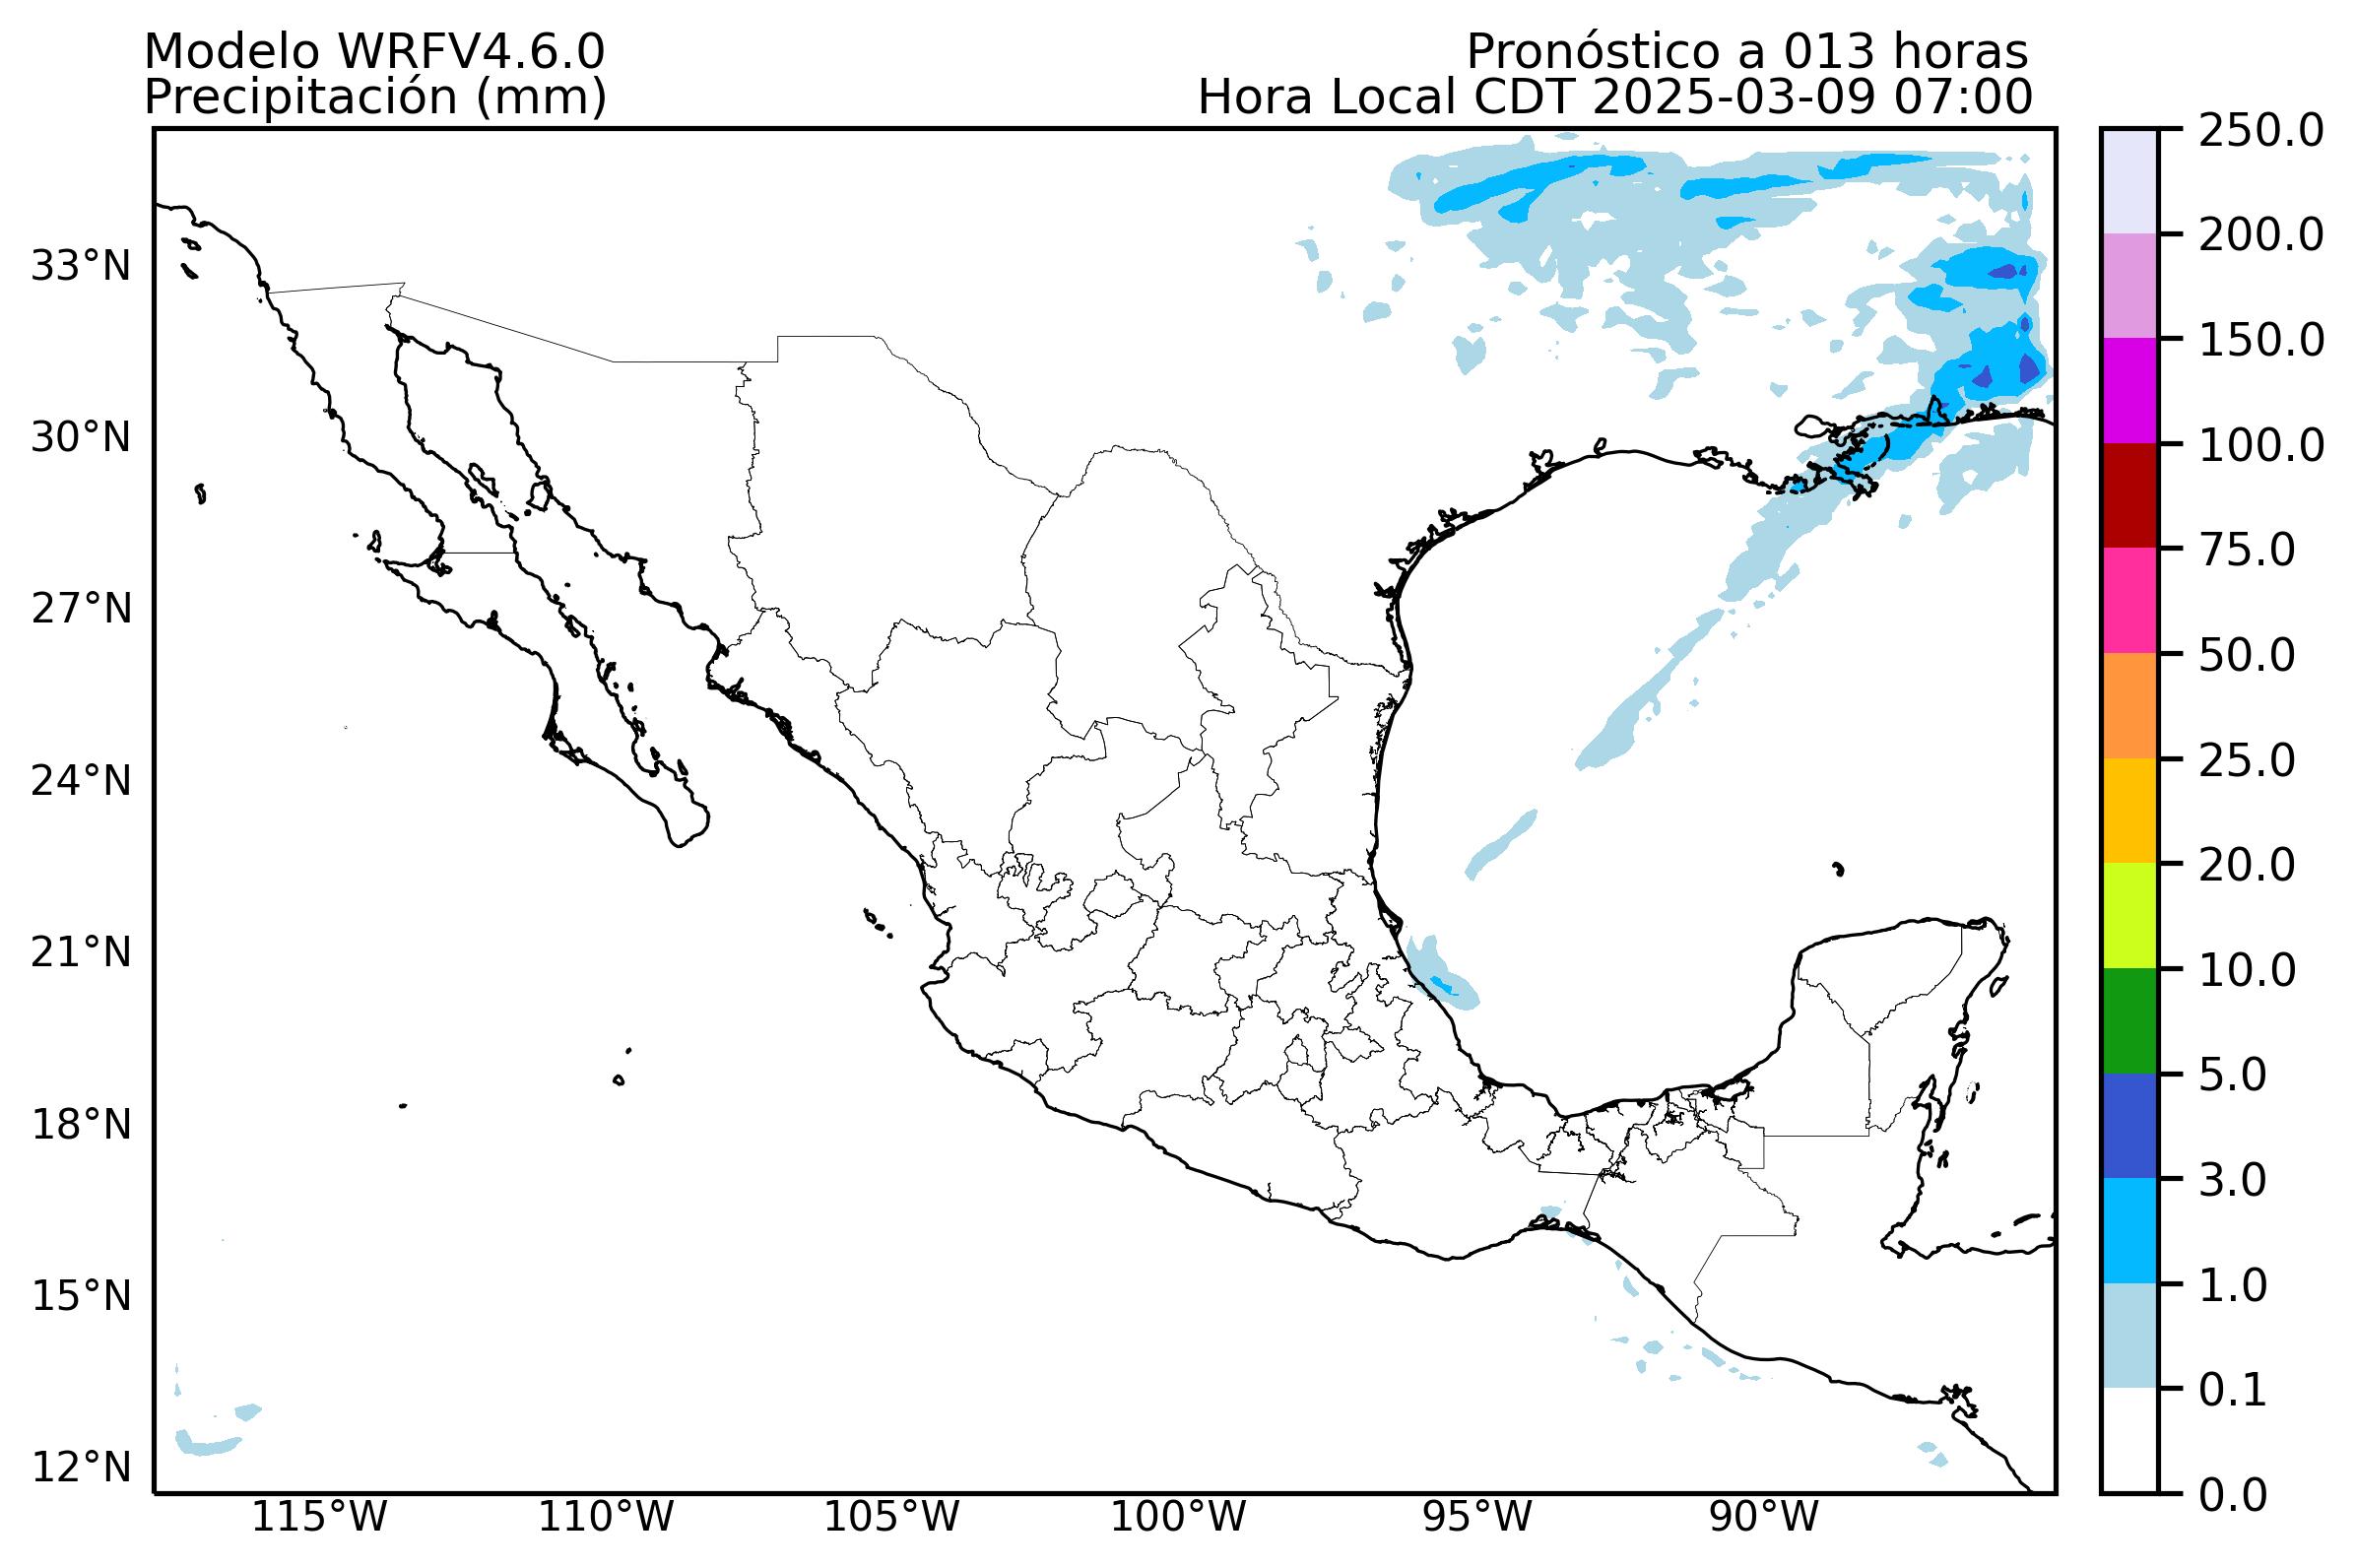 Modelo WRFV4.6.0
Precipitación (mm)
Pronóstico a 013 horas
Hora Local CDT 2025-03-09 07:00
33°N
30°N
27°N
24°N
21°N
18°N
15°N
12°N
115°W
110°W
105°W
100°W
95°W
90°W
250.0
200.0
150.0
100.0
75.0
50.0
25.0
20.0
10.0
5.0
3.0
1.0
0.1
0.0